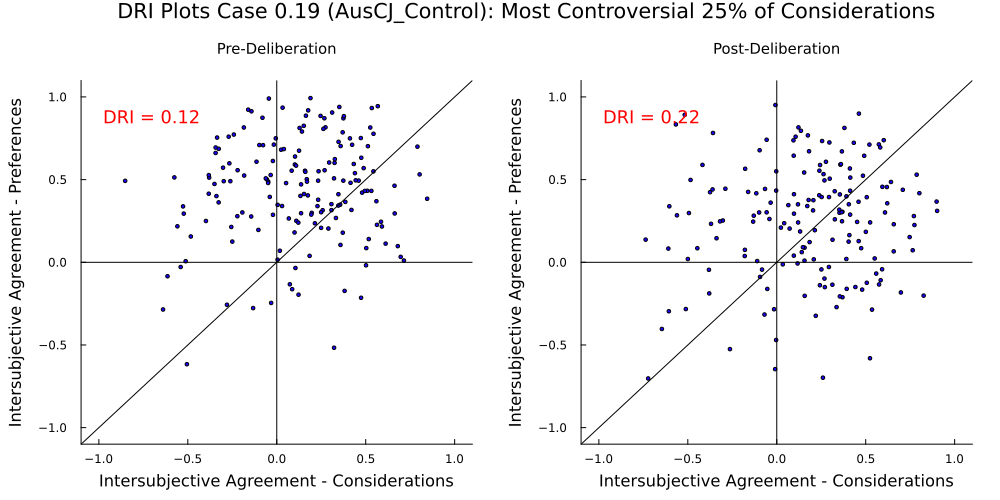 DRI Plots Case 0.19 (AusCJ_Control): Most Controversial 25% of Considerations
Pre-Deliberation
DRI = 0.12
Intersubjective Agreement - Preferences
1.0
0.5
0.0
−0.5
−1.0
−1.0 −0.5 0.0 0.5 1.0
Intersubjective Agreement - Considerations
Post-Deliberation
DRI = 0.22
Intersubjective Agreement - Preferences
1.0
0.5
0.0
−0.5
−1.0
−1.0 −0.5 0.0 0.5 1.0
Intersubjective Agreement - Considerations